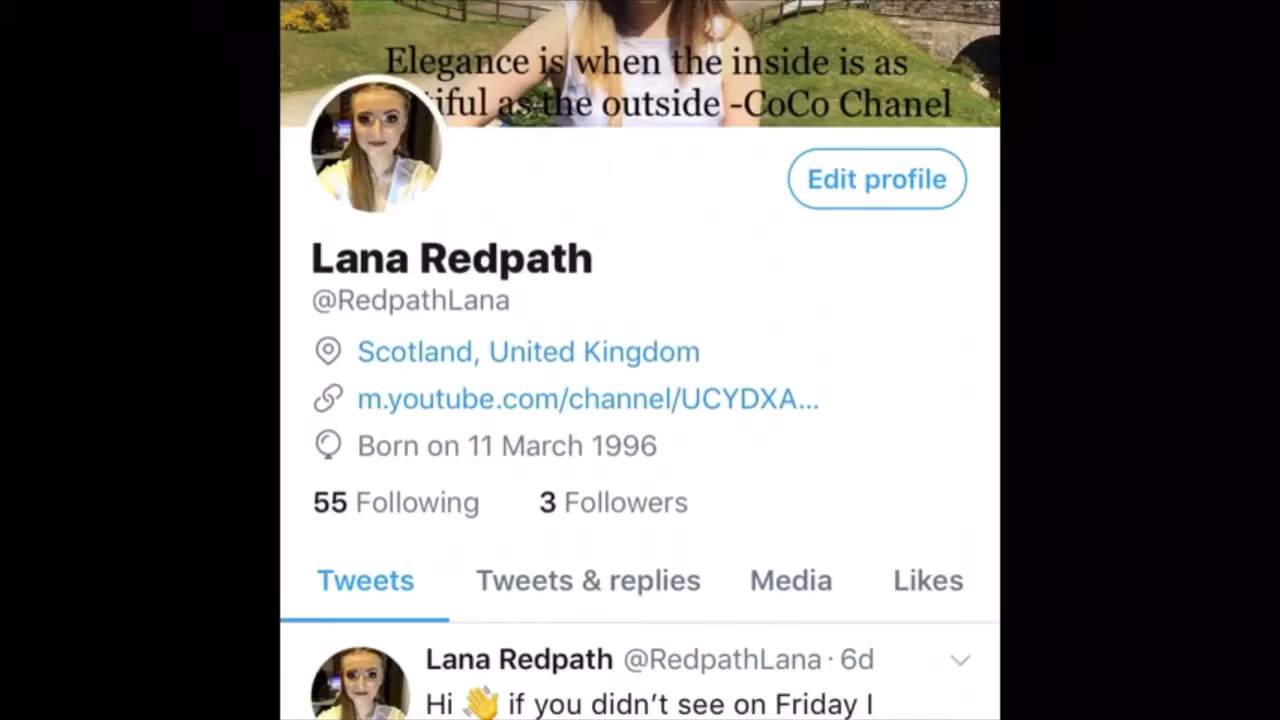 Elegance is when the inside is as
tiful as the outside -CoCo Chanel
Edit profile
Lana Redpath
@RedpathLana
Scotland, United Kingdom
m.youtube.com/channel/UCYDXA...
Born on 11 March 1996
55 Following 3 Followers
Tweets Tweets & replies Media Likes
Lana Redpath @RedpathLana · 6d
Hi 👋 if you didn't see on Friday I